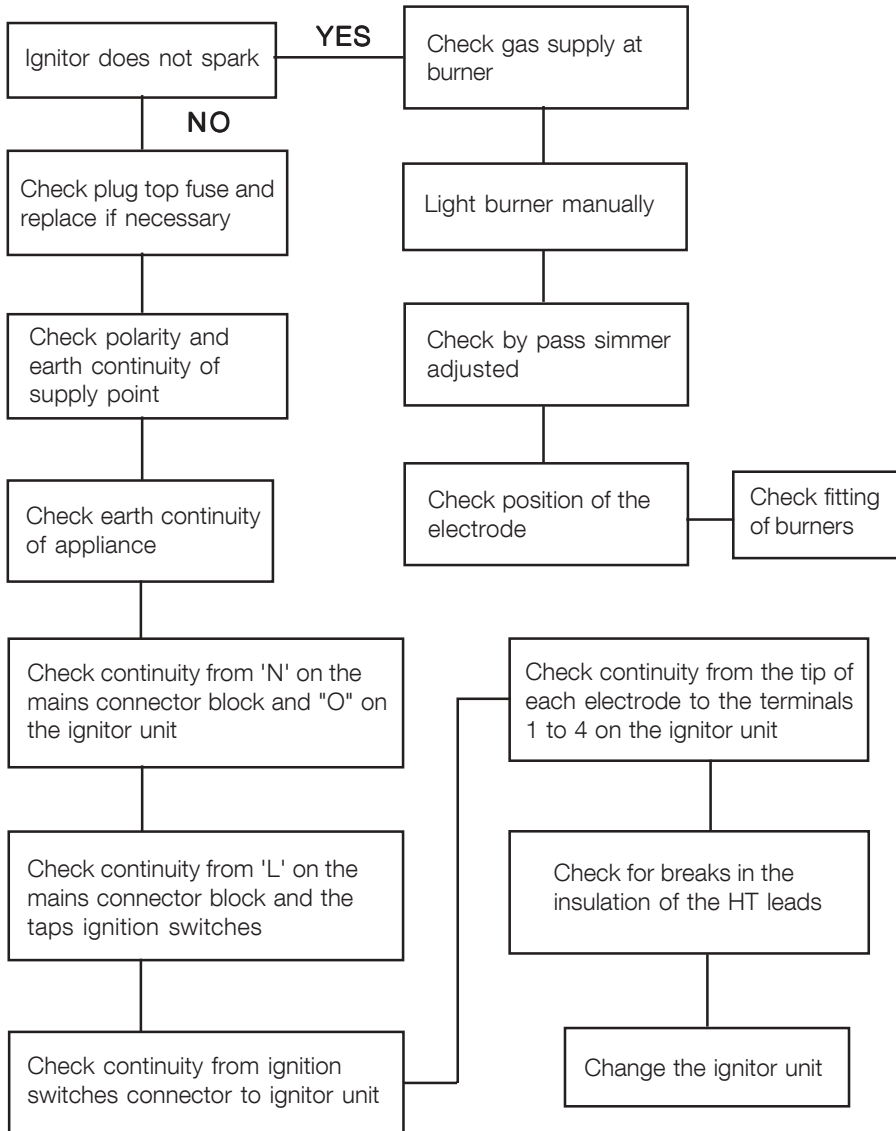 Ignitor does not spark
YES
Check gas supply at
burner
NO
Check plug top fuse and
replace if necessary
Light burner manually
Check polarity and
earth continuity of
supply point
Check by pass simmer
adjusted
Check earth continuity
of appliance
Check position of the
electrode
Check fitting
of burners
Check continuity from 'N' on the
mains connector block and "O" on
the ignitor unit
Check continuity from 'L' on the
mains connector block and the
taps ignition switches
Check continuity from ignition
switches connector to ignitor unit
Check continuity from the tip of
each electrode to the terminals
1 to 4 on the ignitor unit
Check for breaks in the
insulation of the HT leads
Change the ignitor unit